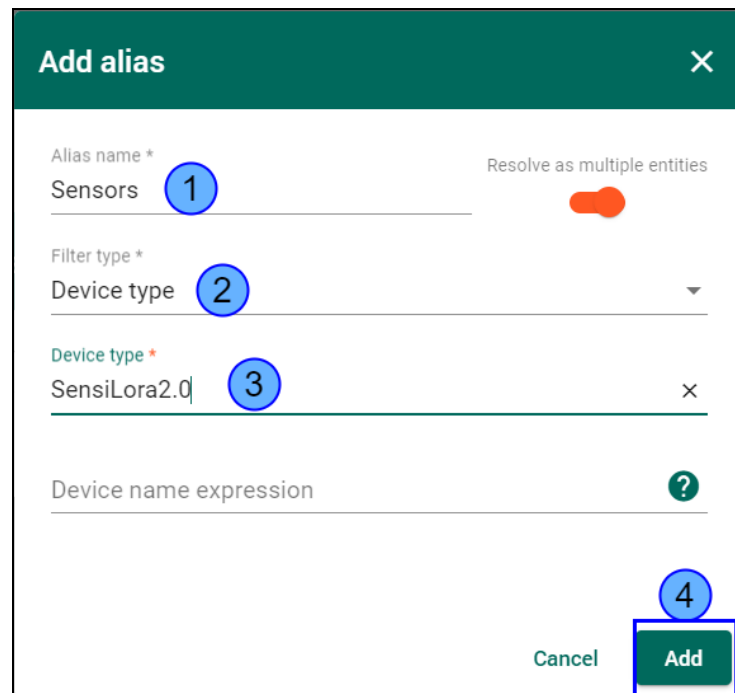 Add alias
Alias name *
Resolve as multiple entities
Sensors 1
Filter type *
Device type 2
Device type *
SensiLora2.0 3
Device name expression ?
4
Cancel Add